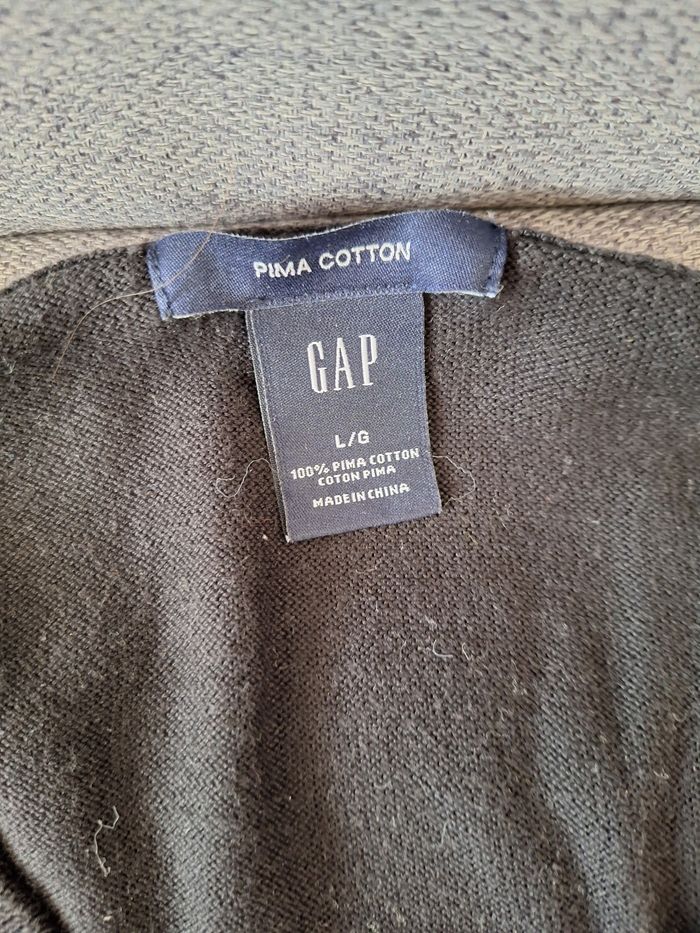 PIMA COTTON
GAP
L/G
100% PIMA COTTON
COTON PIMA
MADE IN CHINA